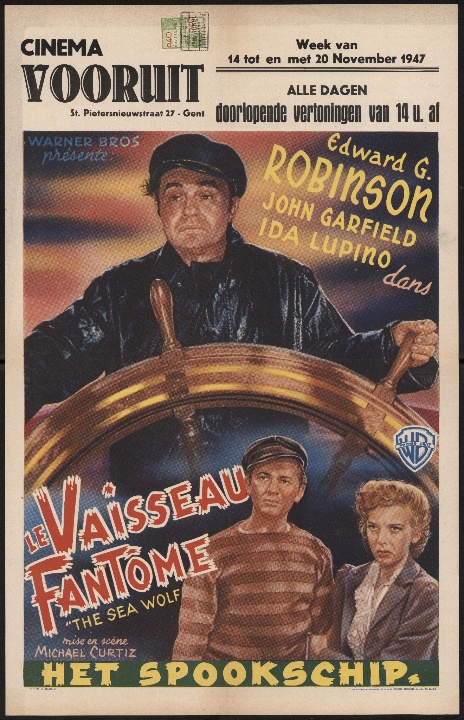 CINEMA
VOORUIT
St. Pietersnieuwstraat 27 - Gent
Week van
14 tot en met 20 November 1947
ALLE DAGEN
doorlopende vertoningen van 14 u. af
WARNER BROS
présente:
Edward G.
ROBINSON
JOHN GARFIELD
IDA LUPINO
dans
WB
LE VAISSEAU
FANTÔME
"THE SEA WOLF"
mise en scène
MICHAEL CURTIZ
HET SPOOKSCHIP.